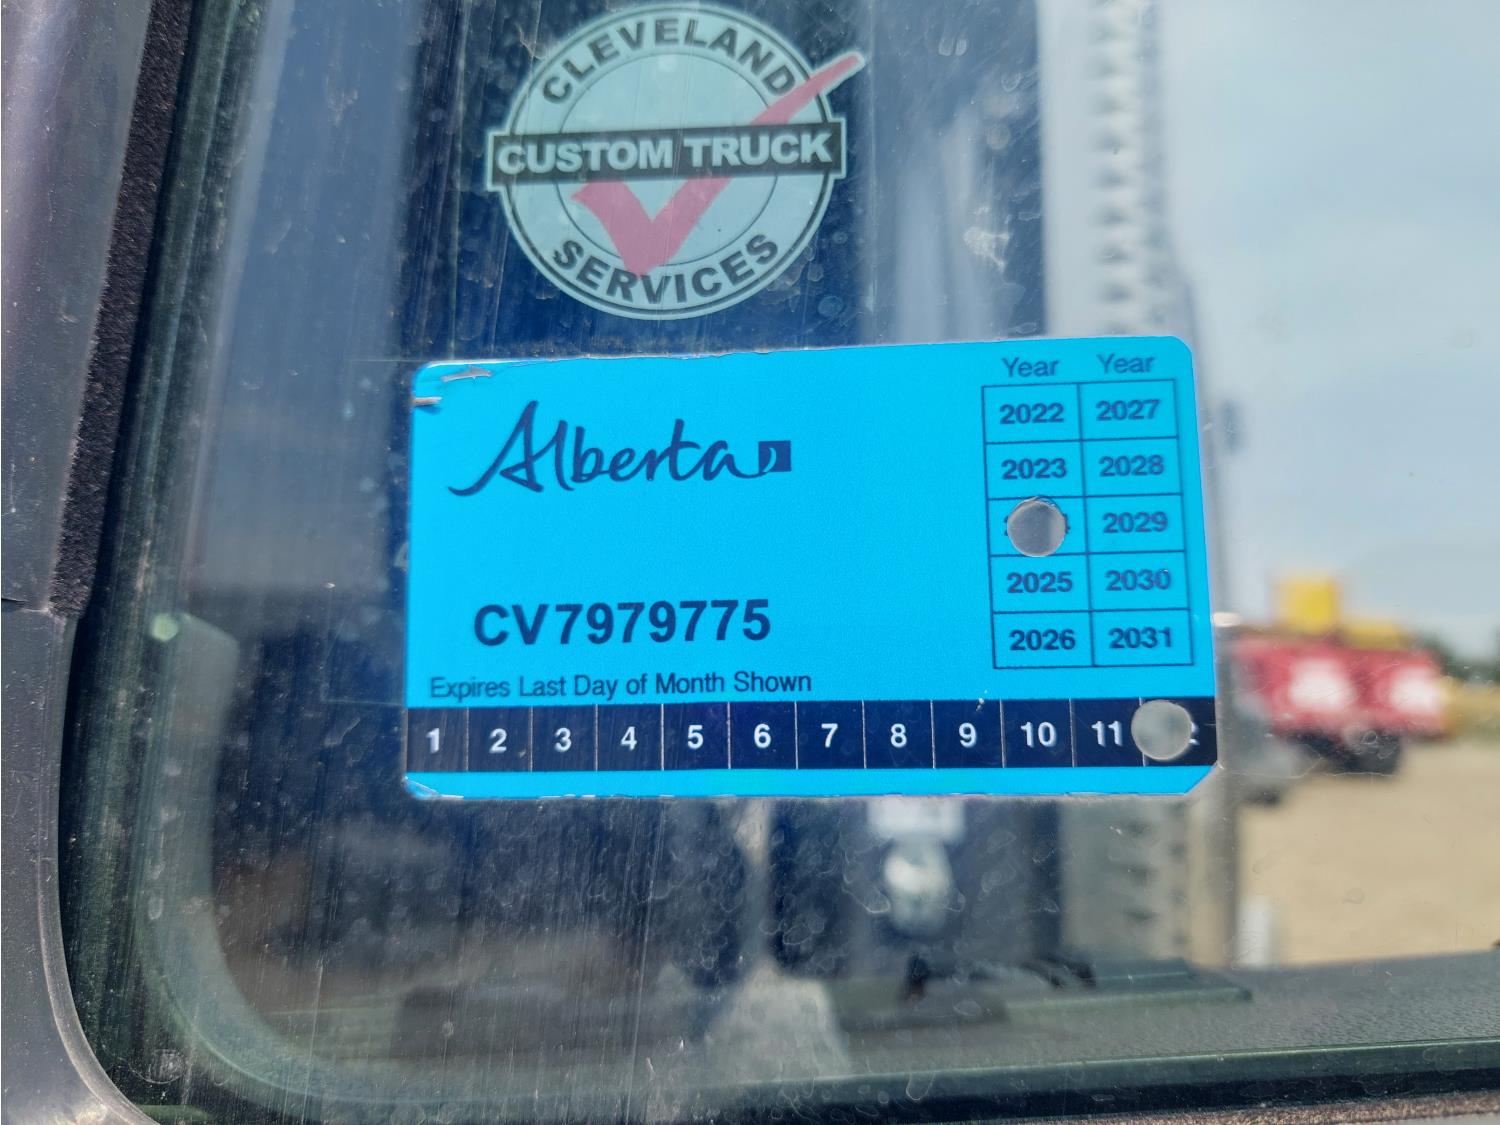 CLEVELAND
CUSTOM TRUCK
SERVICES
Year Year
2022 2027
2023 2028
2029
2025 2030
2026 2031
Alberta
CV7979775
Expires Last Day of Month Shown
1 2 3 4 5 6 7 8 9 10 11